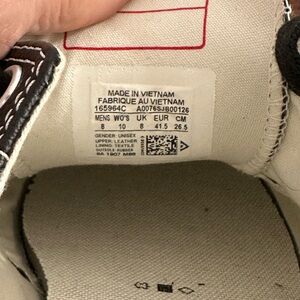 MADE IN VIETNAM
FABRIQUE AU VIETNAM
165964C A0076SJB00126
MENS WO'S UK EUR CM
8 10 8 41.5 26.5
GENDER: UNISEX
UPPER: LEATHER
LINING: TEXTILE
OUTSOLE: RUBBER